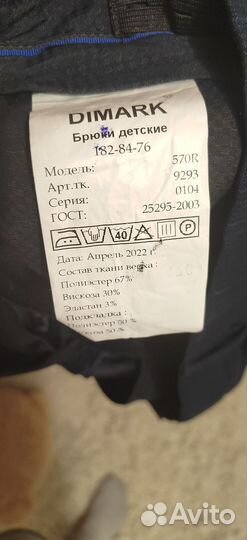 DIMARK
Брюки детские
182-84-76
Модель: 570R
Арт.тк. 9293
Серия: 0104
ГОСТ: 25295-2003
40 P
Дата: Апрель 2022 г
Состав ткани верха:
Полиэстер 67%
Вискоза 30%
Эластан 3%
Подкладка:
Полиэстер 50 %
50 %
Avito